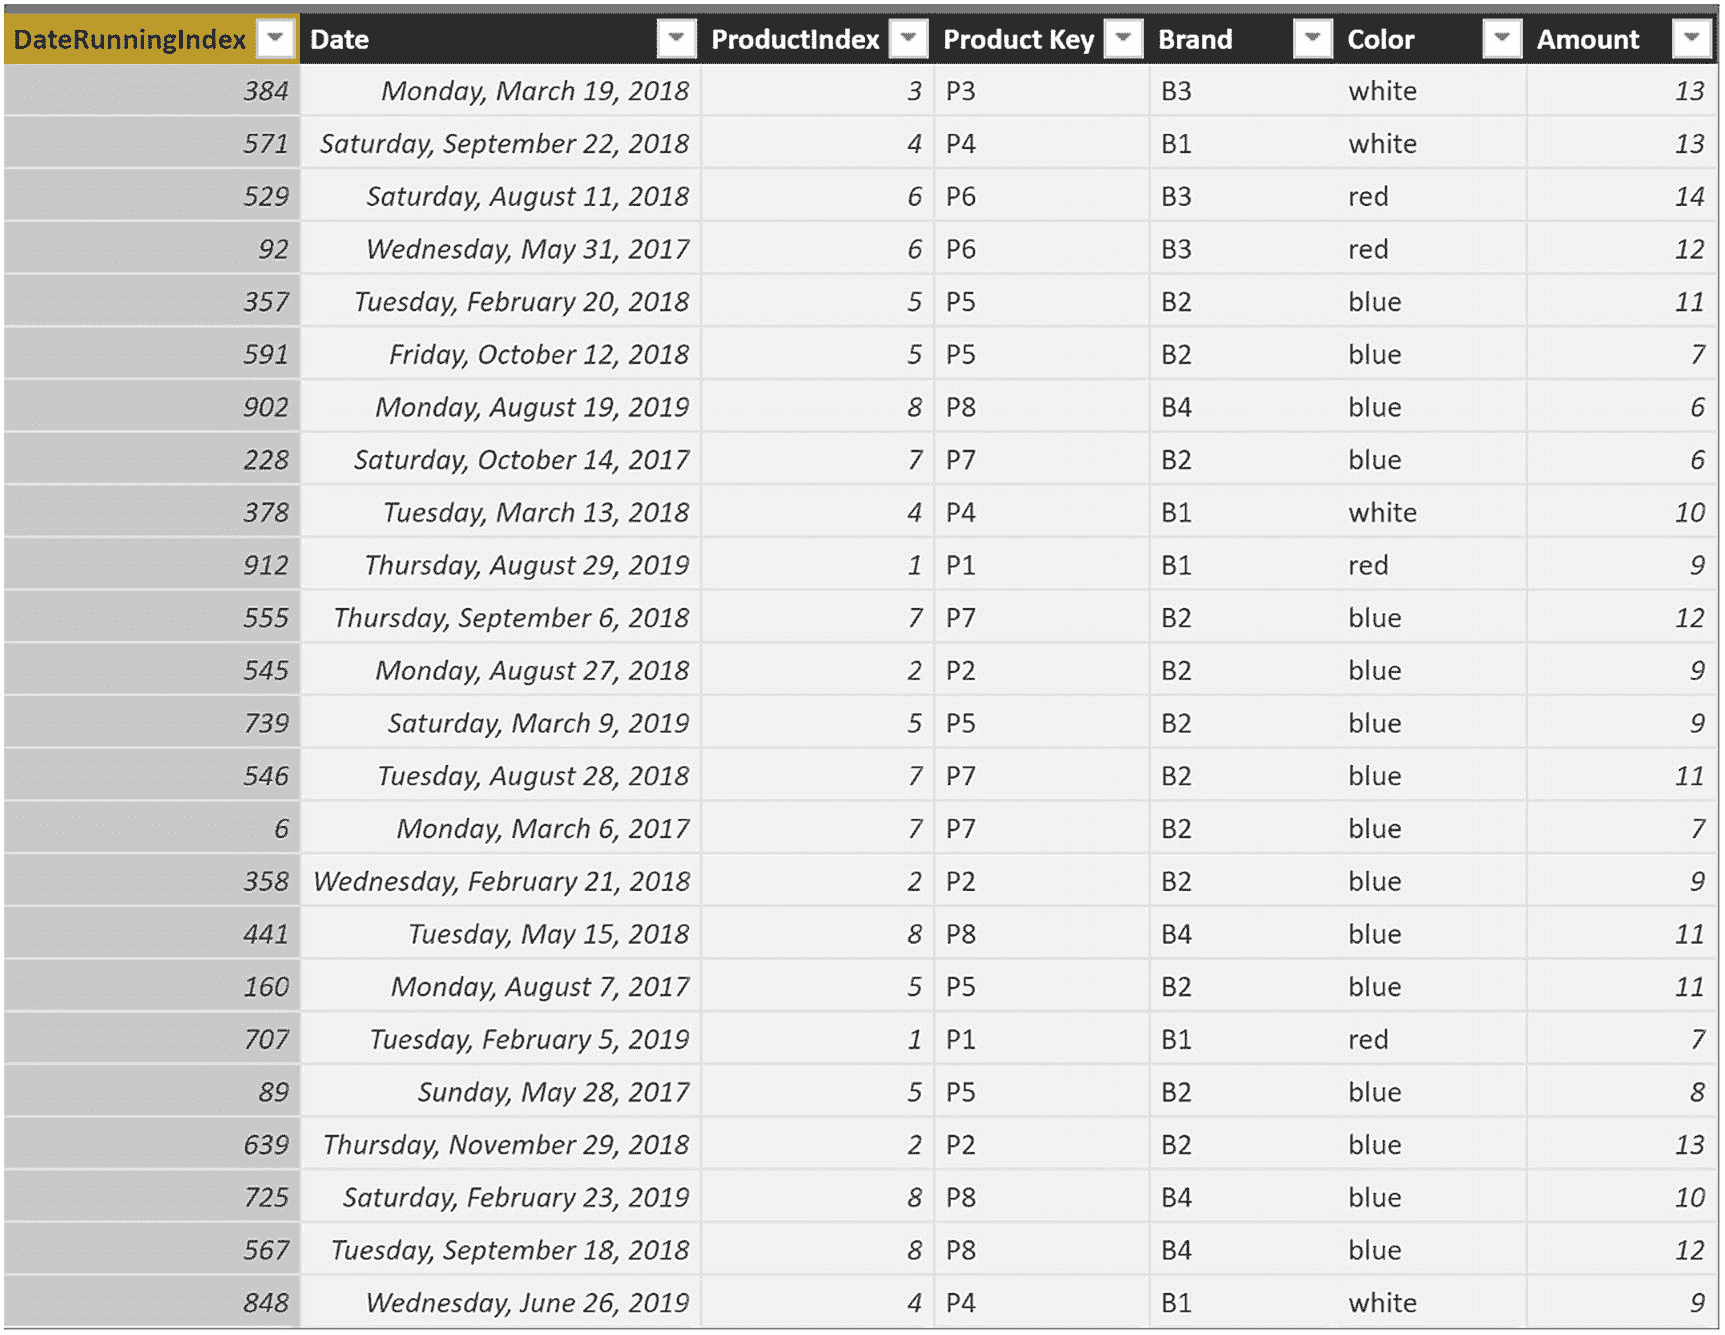 DateRunningIndex Date ProductIndex Product Key Brand Color Amount
384 Monday, March 19, 2018 3 P3 B3 white 13
571 Saturday, September 22, 2018 4 P4 B1 white 13
529 Saturday, August 11, 2018 6 P6 B3 red 14
92 Wednesday, May 31, 2017 6 P6 B3 red 12
357 Tuesday, February 20, 2018 5 P5 B2 blue 11
591 Friday, October 12, 2018 5 P5 B2 blue 7
902 Monday, August 19, 2019 8 P8 B4 blue 6
228 Saturday, October 14, 2017 7 P7 B2 blue 6
378 Tuesday, March 13, 2018 4 P4 B1 white 10
912 Thursday, August 29, 2019 1 P1 B1 red 9
555 Thursday, September 6, 2018 7 P7 B2 blue 12
545 Monday, August 27, 2018 2 P2 B2 blue 9
739 Saturday, March 9, 2019 5 P5 B2 blue 9
546 Tuesday, August 28, 2018 7 P7 B2 blue 11
6 Monday, March 6, 2017 7 P7 B2 blue 7
358 Wednesday, February 21, 2018 2 P2 B2 blue 9
441 Tuesday, May 15, 2018 8 P8 B4 blue 11
160 Monday, August 7, 2017 5 P5 B2 blue 11
707 Tuesday, February 5, 2019 1 P1 B1 red 7
89 Sunday, May 28, 2017 5 P5 B2 blue 8
639 Thursday, November 29, 2018 2 P2 B2 blue 13
725 Saturday, February 23, 2019 8 P8 B4 blue 10
567 Tuesday, September 18, 2018 8 P8 B4 blue 12
848 Wednesday, June 26, 2019 4 P4 B1 white 9